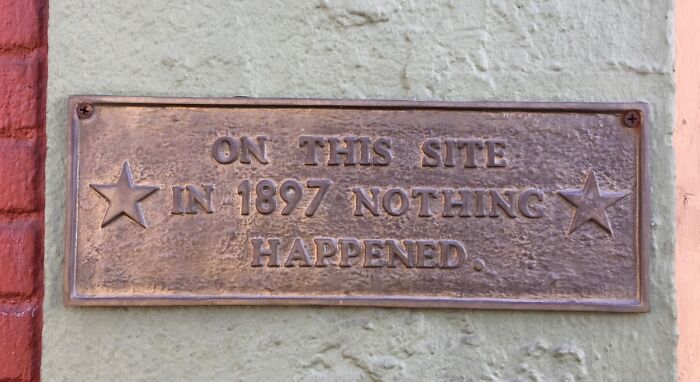 ON THIS SITE
IN 1897 NOTHING
HAPPENED.